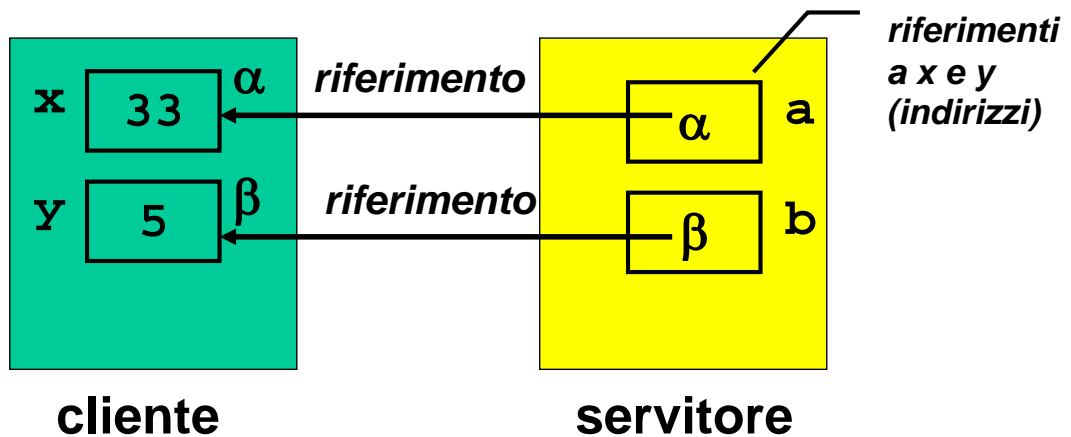 riferimenti
a x e y
(indirizzi)
x 33 α riferimento α a
y 5 β riferimento β b
cliente servitore